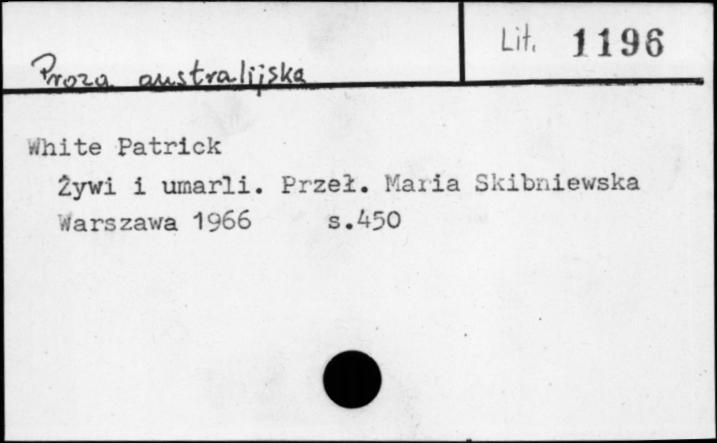 Proza australijska
Lit. 1196
White Patrick
Żywi i umarli. Przeł. Maria Skibniewska
Warszawa 1966 s.450